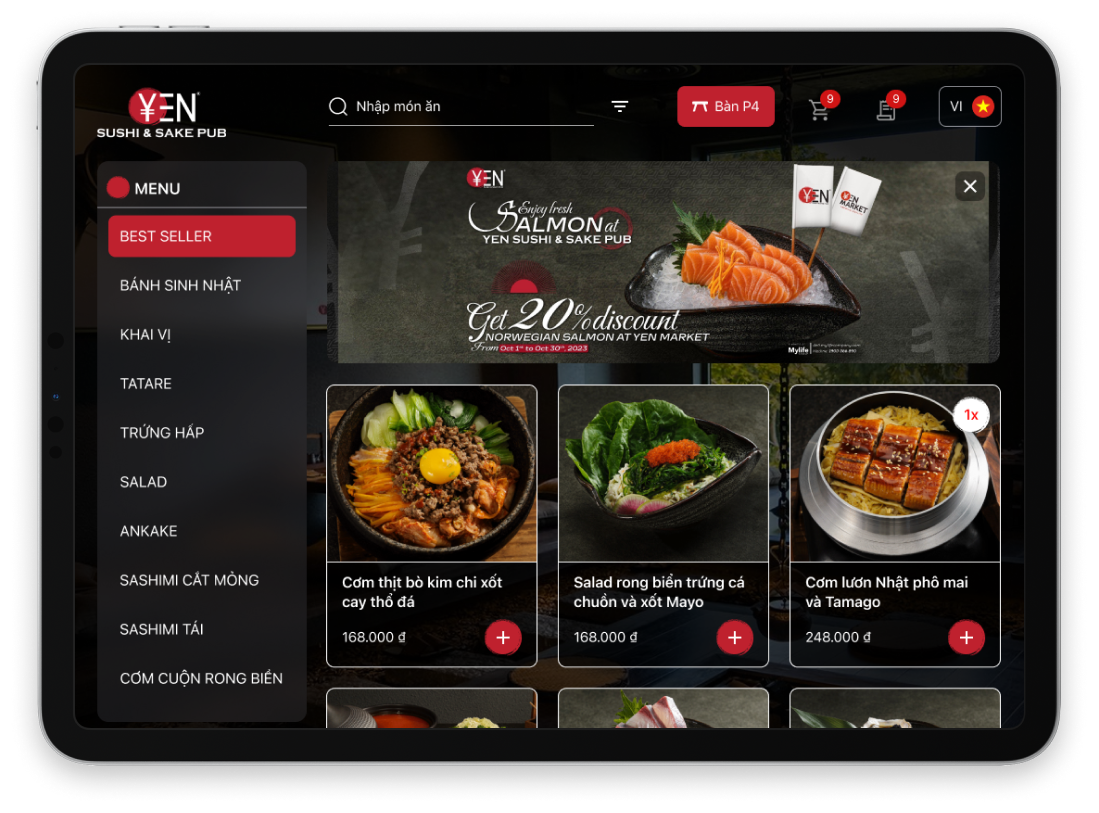 ¥EN
SUSHI & SAKE PUB
Nhập món ăn
Bàn P4
9
9
VI
MENU
BEST SELLER
BÁNH SINH NHẬT
KHAI VỊ
TATARE
TRỨNG HẤP
SALAD
ANKAKE
SASHIMI CẮT MỎNG
SASHIMI TÁI
CƠM CUỘN RONG BIỂN
¥EN
Enjoy fresh
SALMON at
YEN SUSHI & SAKE PUB
Get 20% discount
NORWEGIAN SALMON AT YEN MARKET
From Oct 1st to Oct 30th, 2023
¥EN
¥EN
MARKET
Mylife
1x
Cơm thịt bò kim chi xốt
cay thố đá
168.000 ₫
Salad rong biển trứng cá
chuồn và xốt Mayo
168.000 ₫
Cơm lươn Nhật phô mai
và Tamago
248.000 ₫